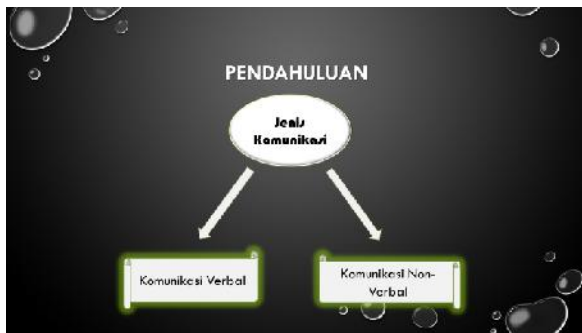 PENDAHULUAN
Jenis
Komunikasi
Komunikasi Verbal
Komunikasi Non-
Verbal